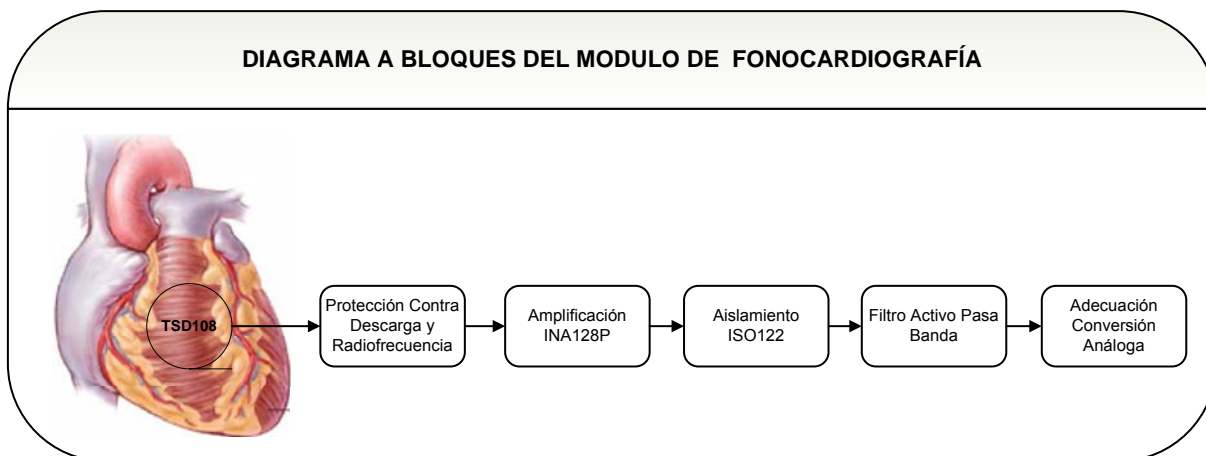 DIAGRAMA A BLOQUES DEL MODULO DE FONOCARDIOGRAFÍA
TSD108
Protección Contra
Descarga y
Radiofrecuencia
Amplificación
INA128P
Aislamiento
ISO122
Filtro Activo Pasa
Banda
Adecuación
Conversión
Análoga